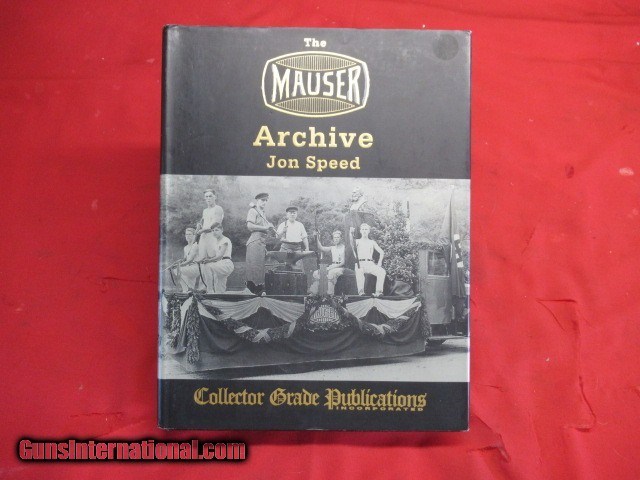 The
MAUSER
Archive
Jon Speed
Collector Grade Publications
INCORPORATED
GunsInternational.com